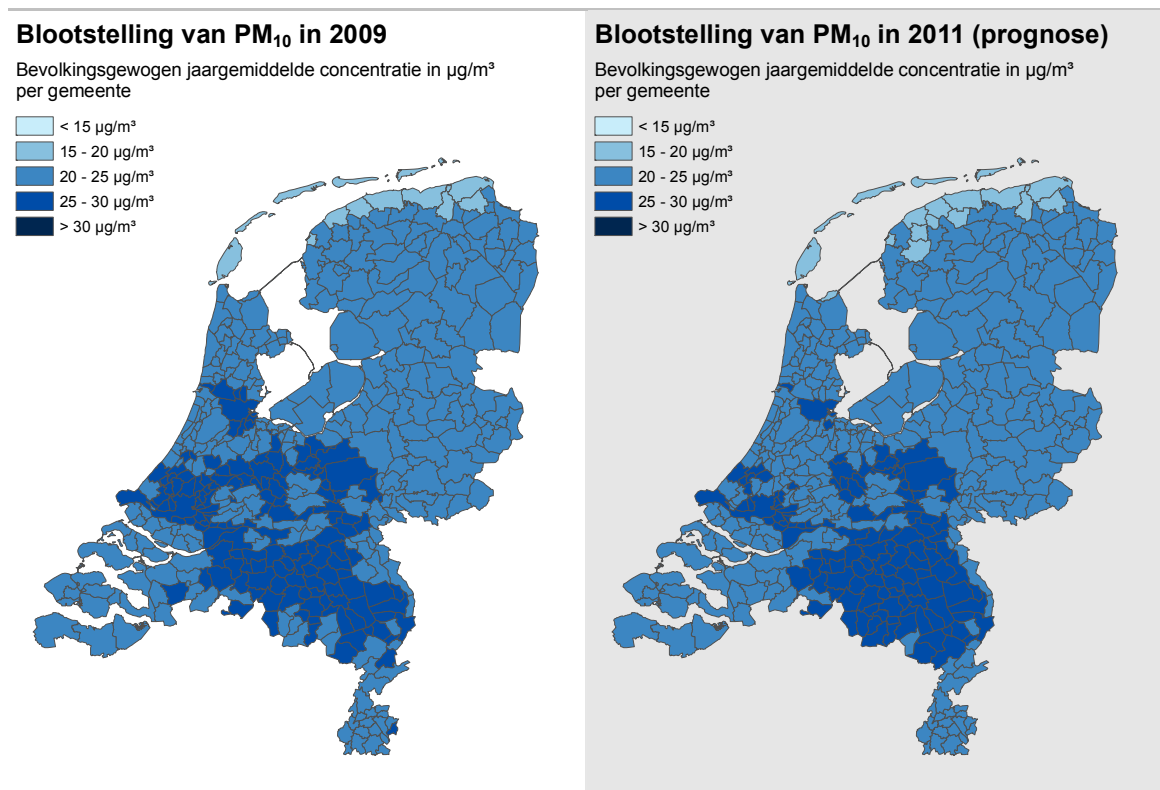 Blootstelling van PM₁₀ in 2009
Bevolkingsgewogen jaargemiddelde concentratie in µg/m³
per gemeente
< 15 µg/m³
15 - 20 µg/m³
20 - 25 µg/m³
25 - 30 µg/m³
> 30 µg/m³
Blootstelling van PM₁₀ in 2011 (prognose)
Bevolkingsgewogen jaargemiddelde concentratie in µg/m³
per gemeente
< 15 µg/m³
15 - 20 µg/m³
20 - 25 µg/m³
25 - 30 µg/m³
> 30 µg/m³